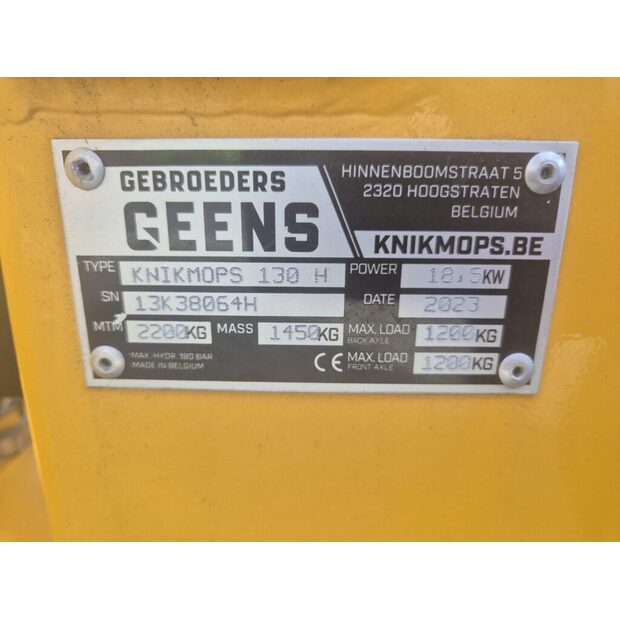 GEBROEDERS
GEENS
HINNENBOOMSTRAAT 5
2320 HOOGSTRATEN
BELGIUM
KNIKMOPS.BE
TYPE KNIKMOPS 130 H POWER 18,5KW
SN 13K38064H DATE 2023
MTM 2200KG MASS 1450KG MAX. LOAD BACK AXLE 1200KG
MAX. HYDR. 180 BAR
MADE IN BELGIUM
CE MAX. LOAD FRONT AXLE 1200KG